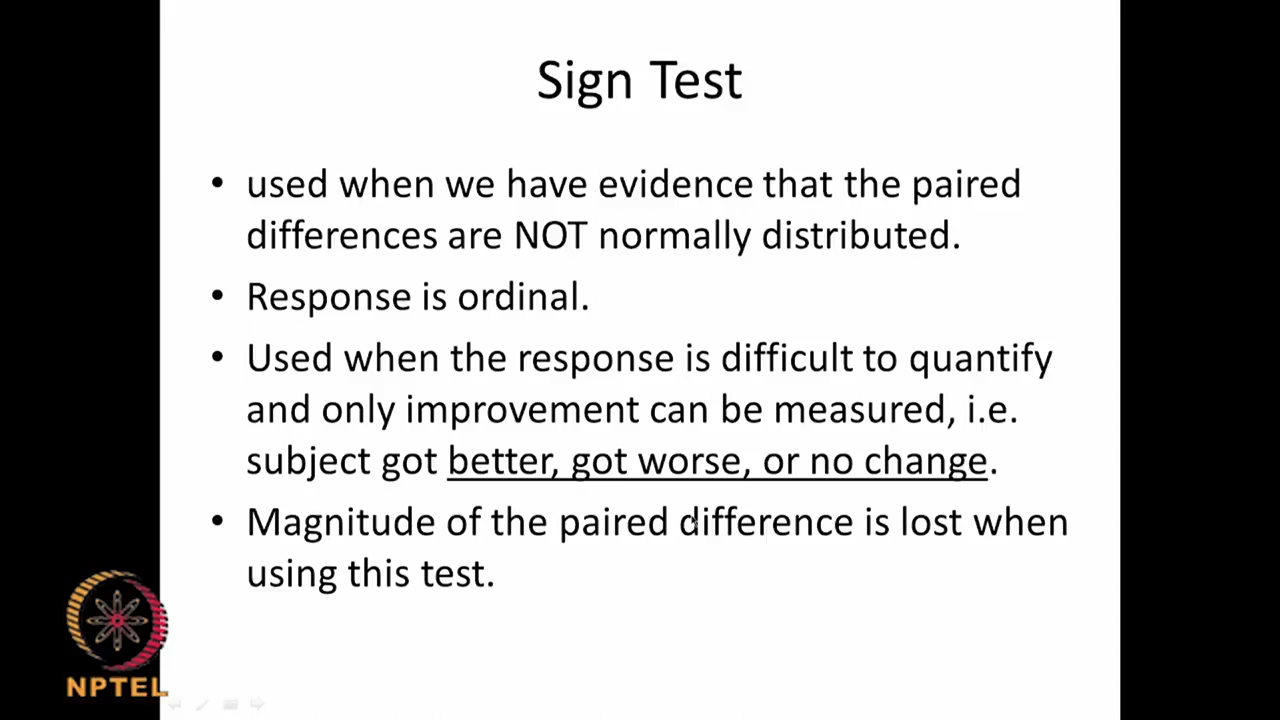 Sign Test
• used when we have evidence that the paired
differences are NOT normally distributed.
• Response is ordinal.
• Used when the response is difficult to quantify
and only improvement can be measured, i.e.
subject got better, got worse, or no change.
• Magnitude of the paired difference is lost when
using this test.
NPTEL